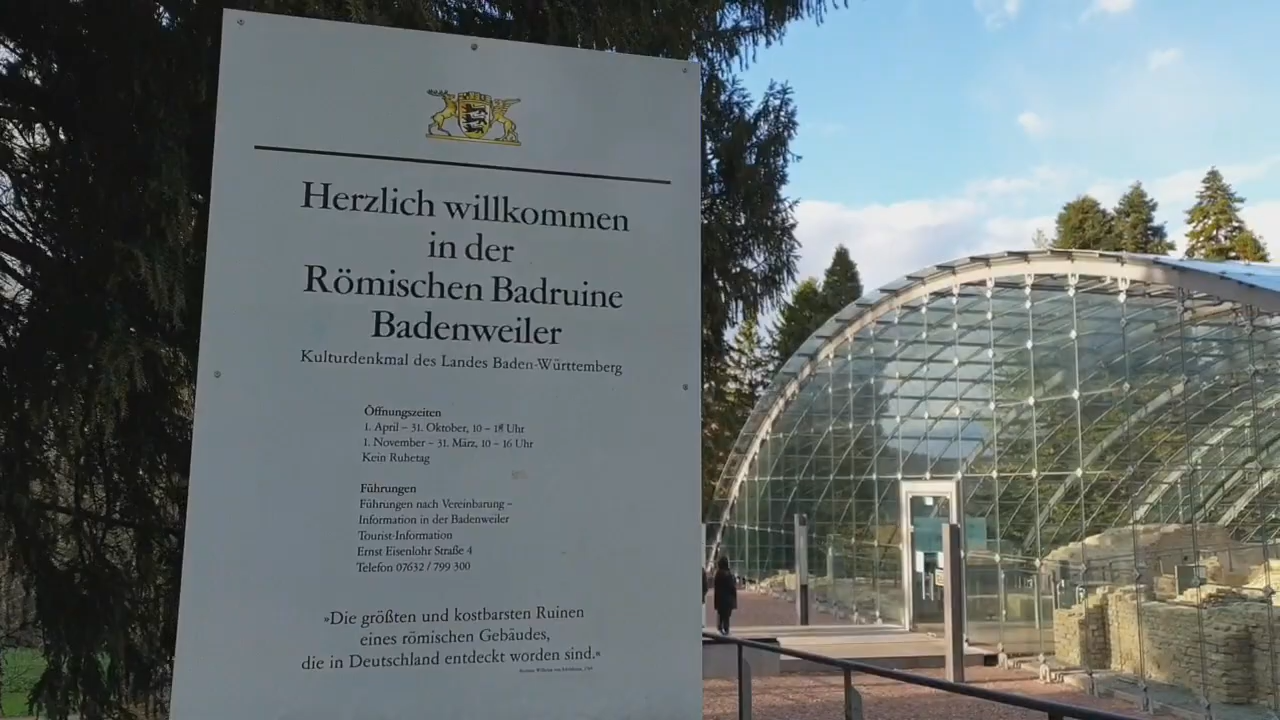 Herzlich willkommen
in der
Römischen Badruine
Badenweiler
Kulturdenkmal des Landes Baden-Württemberg
Öffnungszeiten
1. April – 31. Oktober, 10 – Uhr
1. November – 31. März, 10 – 16 Uhr
Kein Ruhetag
Führungen
Führungen nach Vereinbarung –
Information in der Badenweiler
Tourist-Information
Ernst Eisenlohr Straße 4
Telefon 07632 / 799 300
»Die größten und kostbarsten Ruinen
eines römischen Gebäudes,
die in Deutschland entdeckt worden sind.«